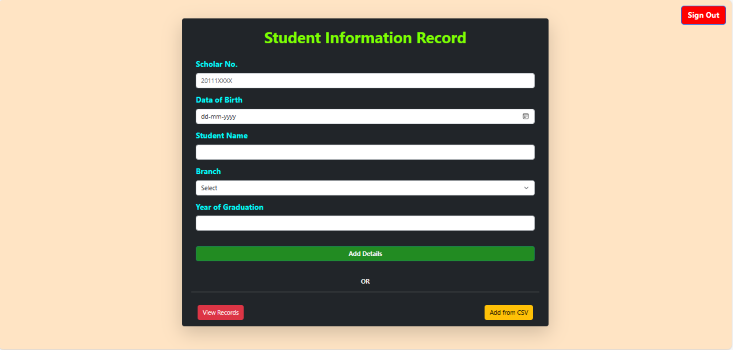 Sign Out
Student Information Record
Scholar No.
20111XXXX
Data of Birth
dd-mm-yyyy
Student Name
Branch
Select
Year of Graduation
Add Details
OR
View Records
Add from CSV